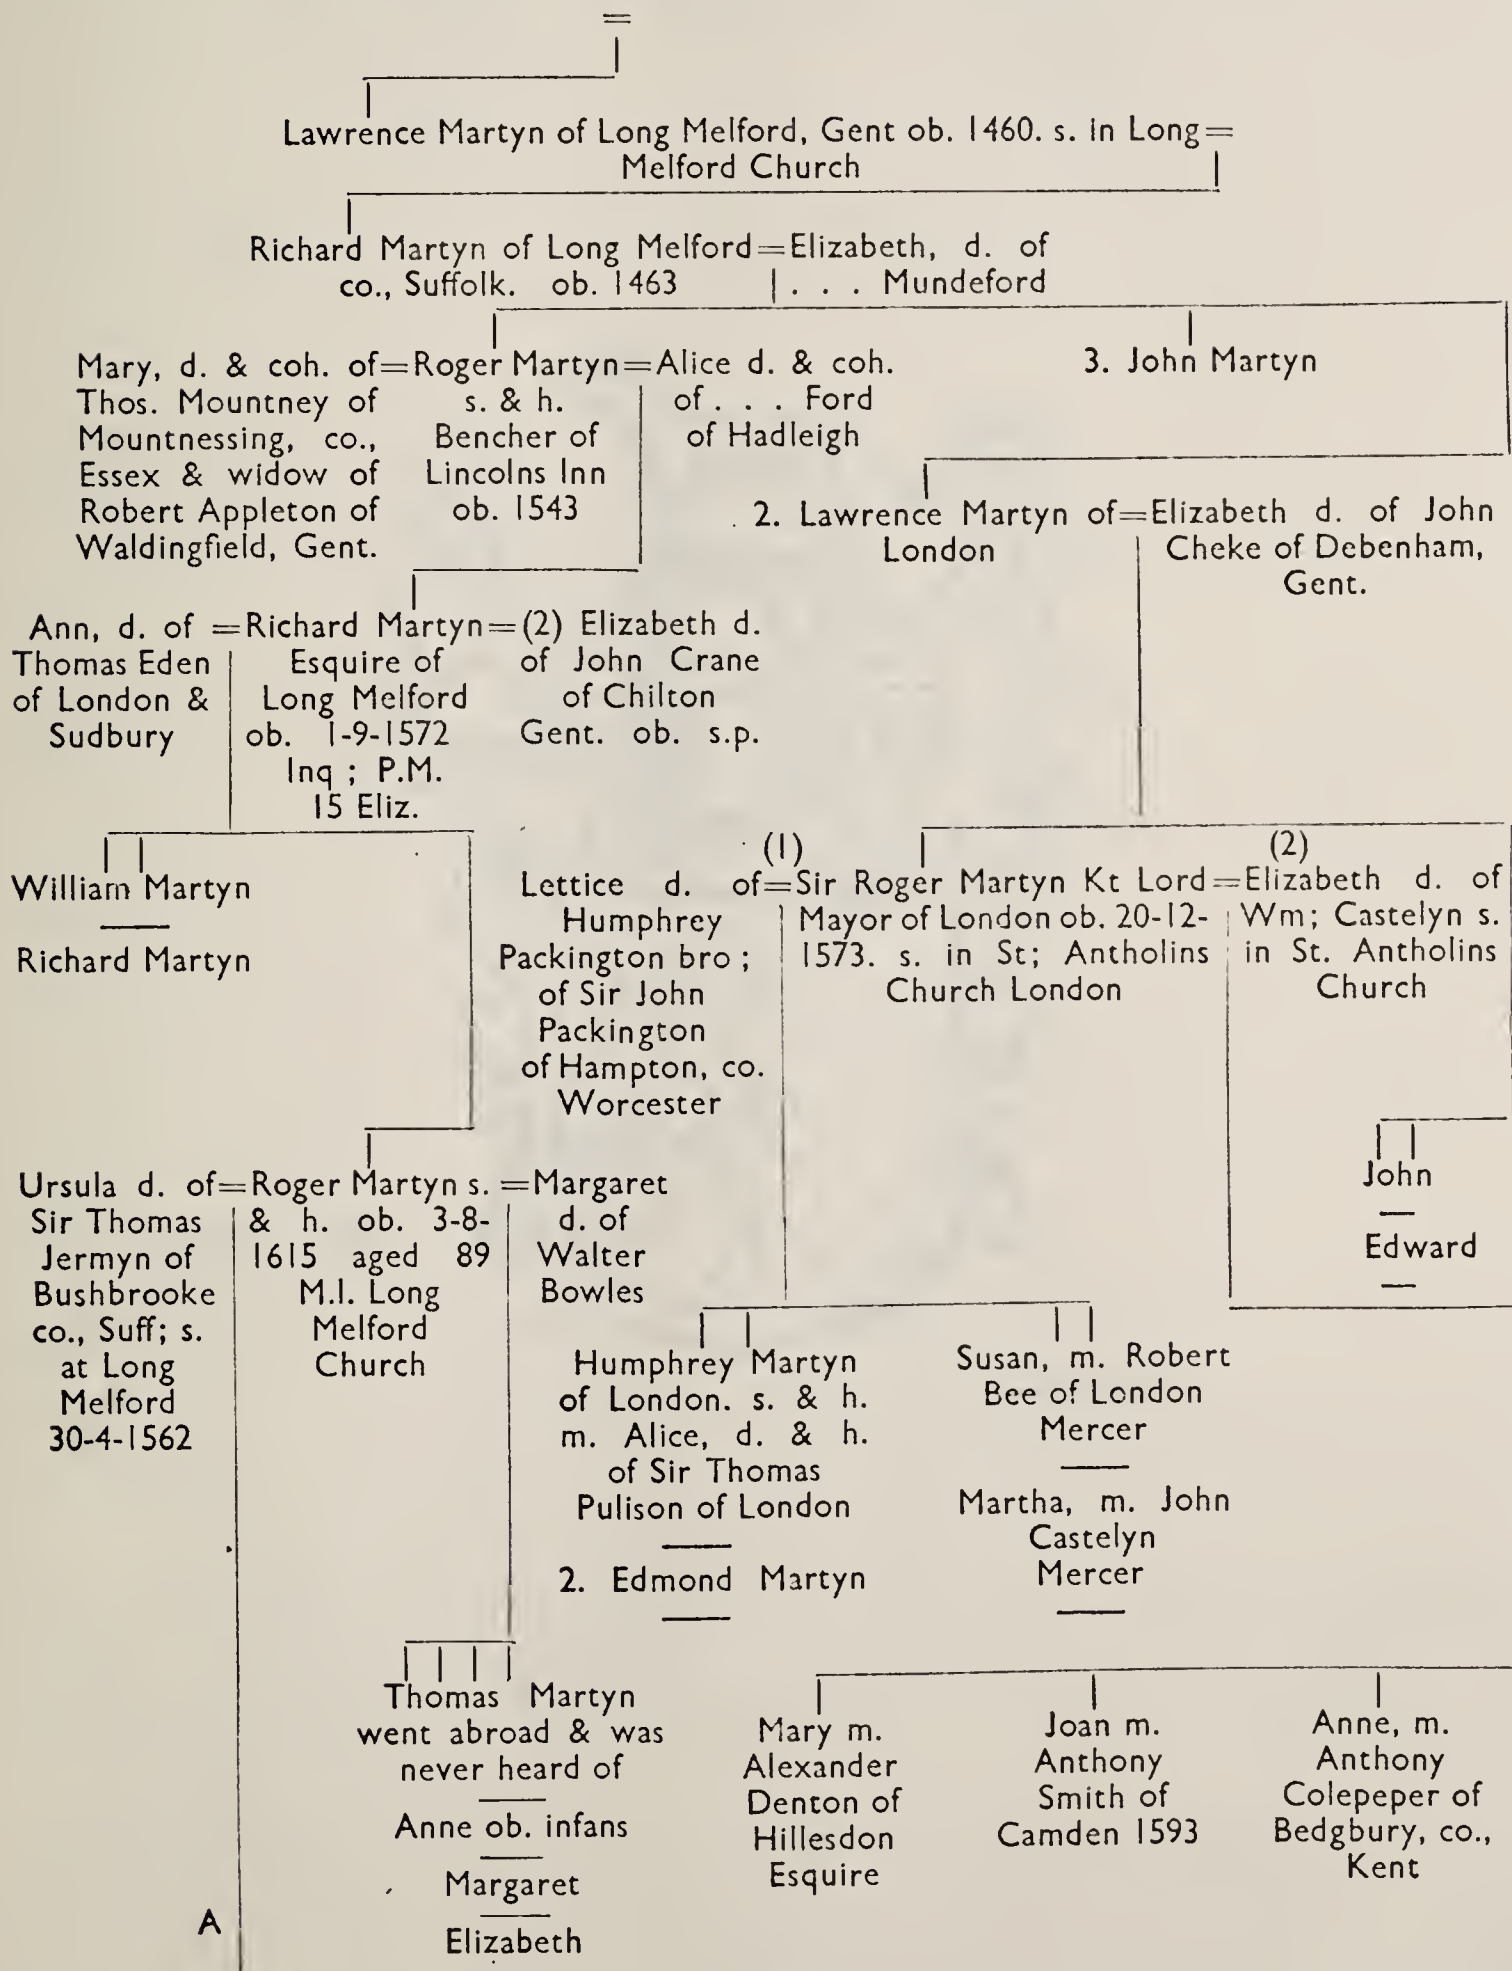 =
Lawrence Martyn of Long Melford, Gent ob. 1460. s. in Long=
Melford Church
Richard Martyn of Long Melford=Elizabeth, d. of
co., Suffolk. ob. 1463 . . . Mundeford
Mary, d. & coh. of=Roger Martyn=Alice d. & coh.
Thos. Mountney of s. & h. of . . . Ford
Mountnessing, co., Bencher of of Hadleigh
Essex & widow of Lincolns Inn
Robert Appleton of ob. 1543
Waldingfield, Gent.
3. John Martyn
2. Lawrence Martyn of=Elizabeth d. of John
London Cheke of Debenham,
Gent.
Ann, d. of =Richard Martyn=(2) Elizabeth d.
Thomas Eden Esquire of of John Crane
of London & Long Melford of Chilton
Sudbury ob. 1-9-1572 Gent. ob. s.p.
Inq ; P.M.
15 Eliz.
William Martyn
Richard Martyn
(1) (2)
Lettice d. of=Sir Roger Martyn Kt Lord=Elizabeth d. of
Humphrey Mayor of London ob. 20-12- Wm; Castelyn s.
Packington bro ; 1573. s. in St; Antholins in St. Antholins
of Sir John Church London Church
Packington
of Hampton, co.
Worcester
John
Edward
Ursula d. of=Roger Martyn s. =Margaret
Sir Thomas & h. ob. 3-8- d. of
Jermyn of 1615 aged 89 Walter
Bushbrooke M.I. Long Bowles
co., Suff; s. Melford
at Long Church
Melford
30-4-1562
Humphrey Martyn
of London. s. & h.
m. Alice, d. & h.
of Sir Thomas
Pulison of London
2. Edmond Martyn
Susan, m. Robert
Bee of London
Mercer
Martha, m. John
Castelyn
Mercer
Thomas Martyn
went abroad & was
never heard of
Anne ob. infans
Margaret
Elizabeth
Mary m.
Alexander
Denton of
Hillesdon
Esquire
Joan m.
Anthony
Smith of
Camden 1593
Anne, m.
Anthony
Colepeper of
Bedgbury, co.,
Kent
A